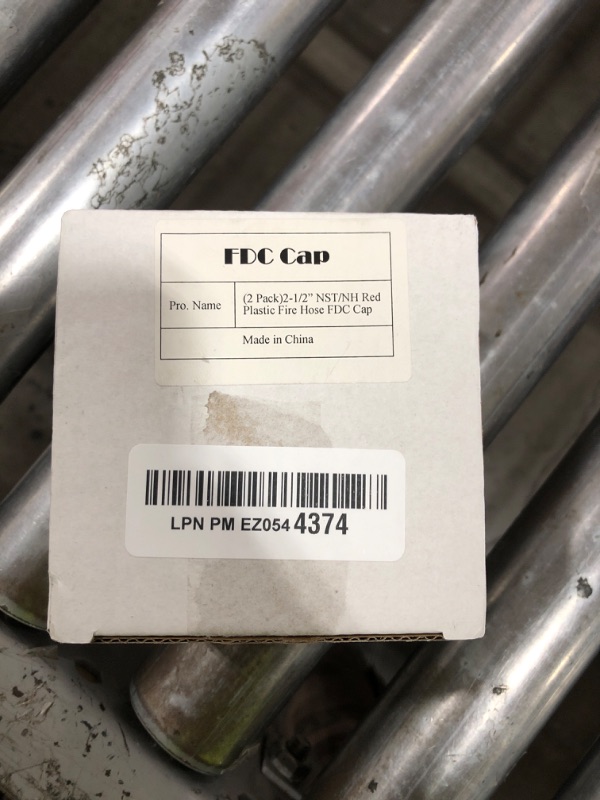 FDC Cap
Pro. Name
(2 Pack)2-1/2” NST/NH Red
Plastic Fire Hose FDC Cap
Made in China
LPN PM EZ054 4374